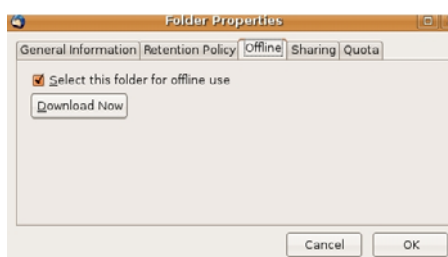 Folder Properties
General Information Retention Policy Offline Sharing Quota
Select this folder for offline use
Download Now
Cancel OK